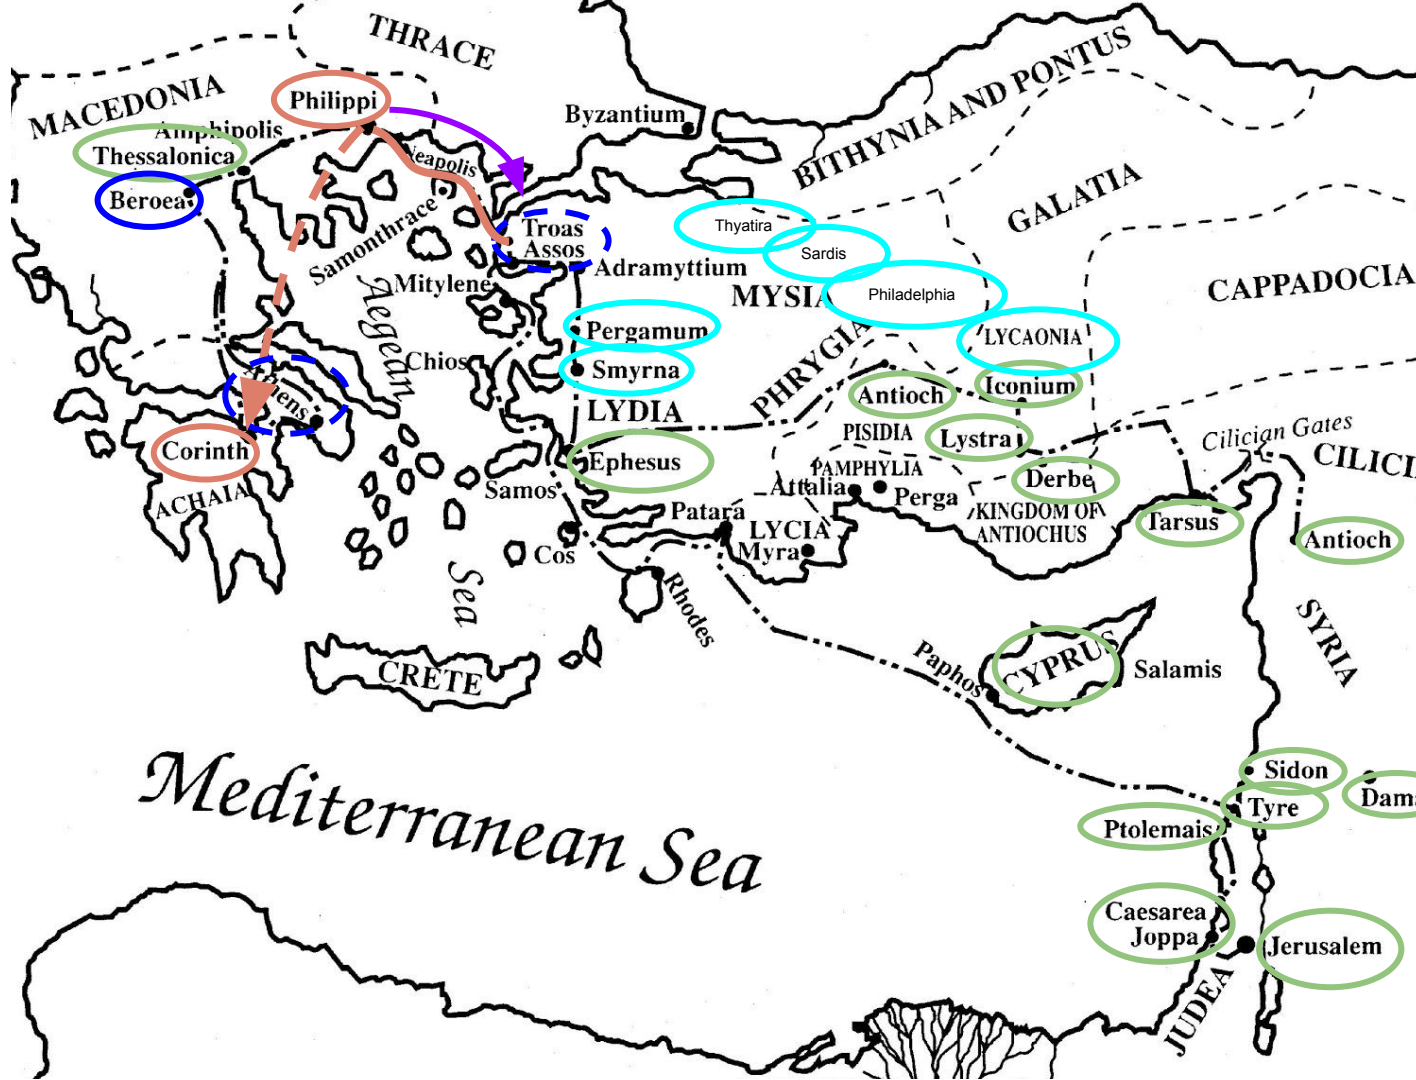 THRACE
MACEDONIA
Philippi
Byzantium
BITHYNIA AND PONTUS
Amphipolis
Thessalonica
Neapolis
Beroea
Samonthrace
Troas
Assos
Thyatira
Sardis
GALATIA
Adramyttium
Mitylene
MYSIA
Philadelphia
CAPPADOCIA
Aegean
Sea
Pergamum
LYCAONIA
Chios
Smyrna
PHRYGIA
Athens
Antioch
Iconium
LYDIA
Corinth
PISIDIA
Lystra
Cilician Gates
Ephesus
PAMPHYLIA
CILICI
Samos
Attalia
Perga
Derbe
ACHAIA
Patara
KINGDOM OF
ANTIOCHUS
Tarsus
LYCIA
Myra
Antioch
Cos
Rhodes
SYRIA
CRETE
Paphos
CYPRUS
Salamis
Mediterranean Sea
Sidon
Dam
Tyre
Ptolemais
Caesarea
Joppa
Jerusalem
JUDEA